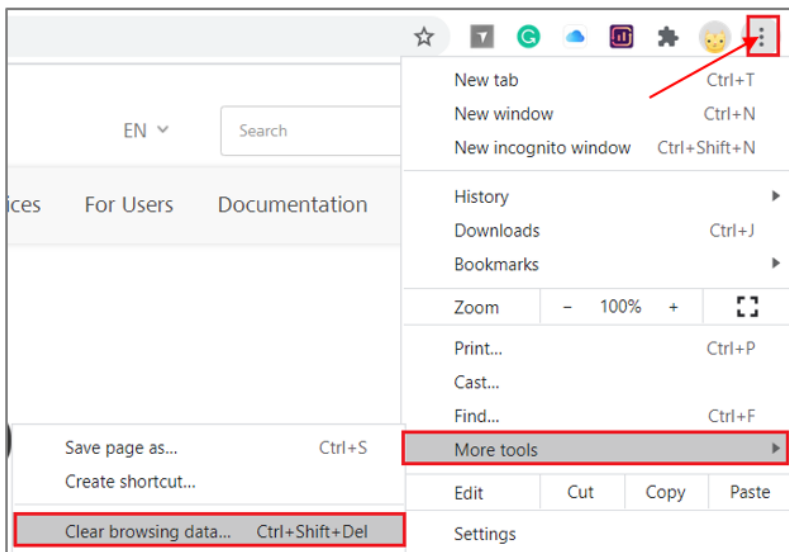 New tab Ctrl+T
New window Ctrl+N
New incognito window Ctrl+Shift+N
EN Search
ices For Users Documentation
History
Downloads Ctrl+J
Bookmarks
Zoom - 100% +
Print... Ctrl+P
Cast...
Find... Ctrl+F
More tools
Edit Cut Copy Paste
Settings
Save page as... Ctrl+S
Create shortcut...
Clear browsing data... Ctrl+Shift+Del